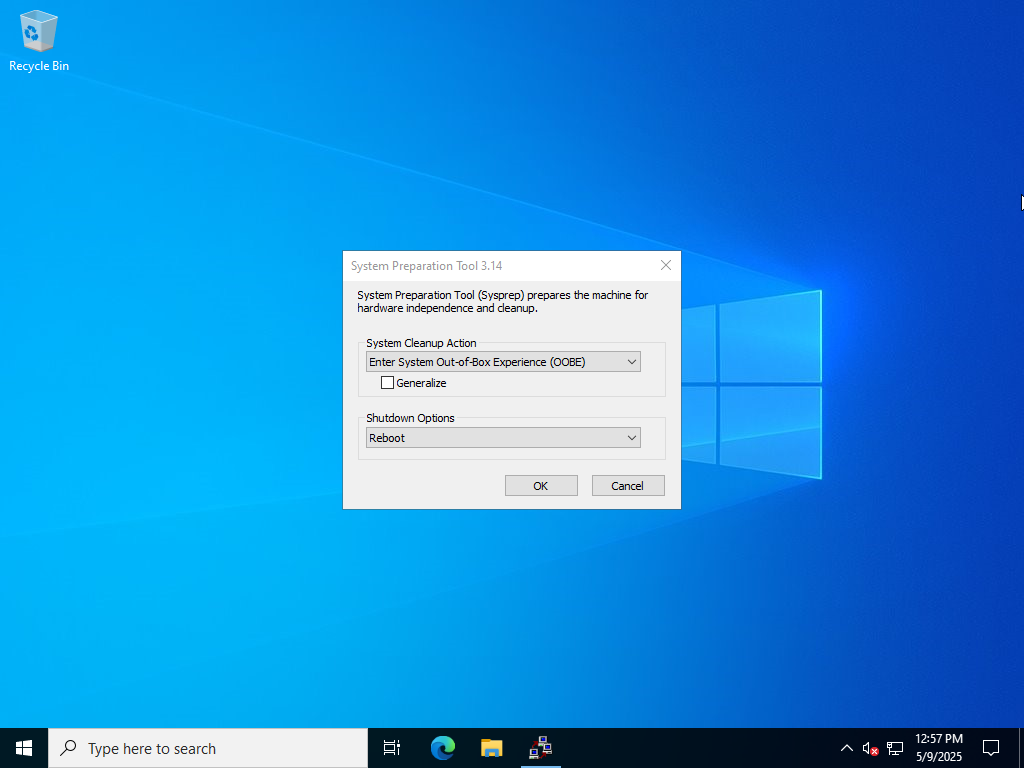 Recycle Bin
System Preparation Tool 3.14
System Preparation Tool (Sysprep) prepares the machine for
hardware independence and cleanup.
System Cleanup Action
Enter System Out-of-Box Experience (OOBE)
Generalize
Shutdown Options
Reboot
OK
Cancel
Type here to search
12:57 PM
5/9/2025